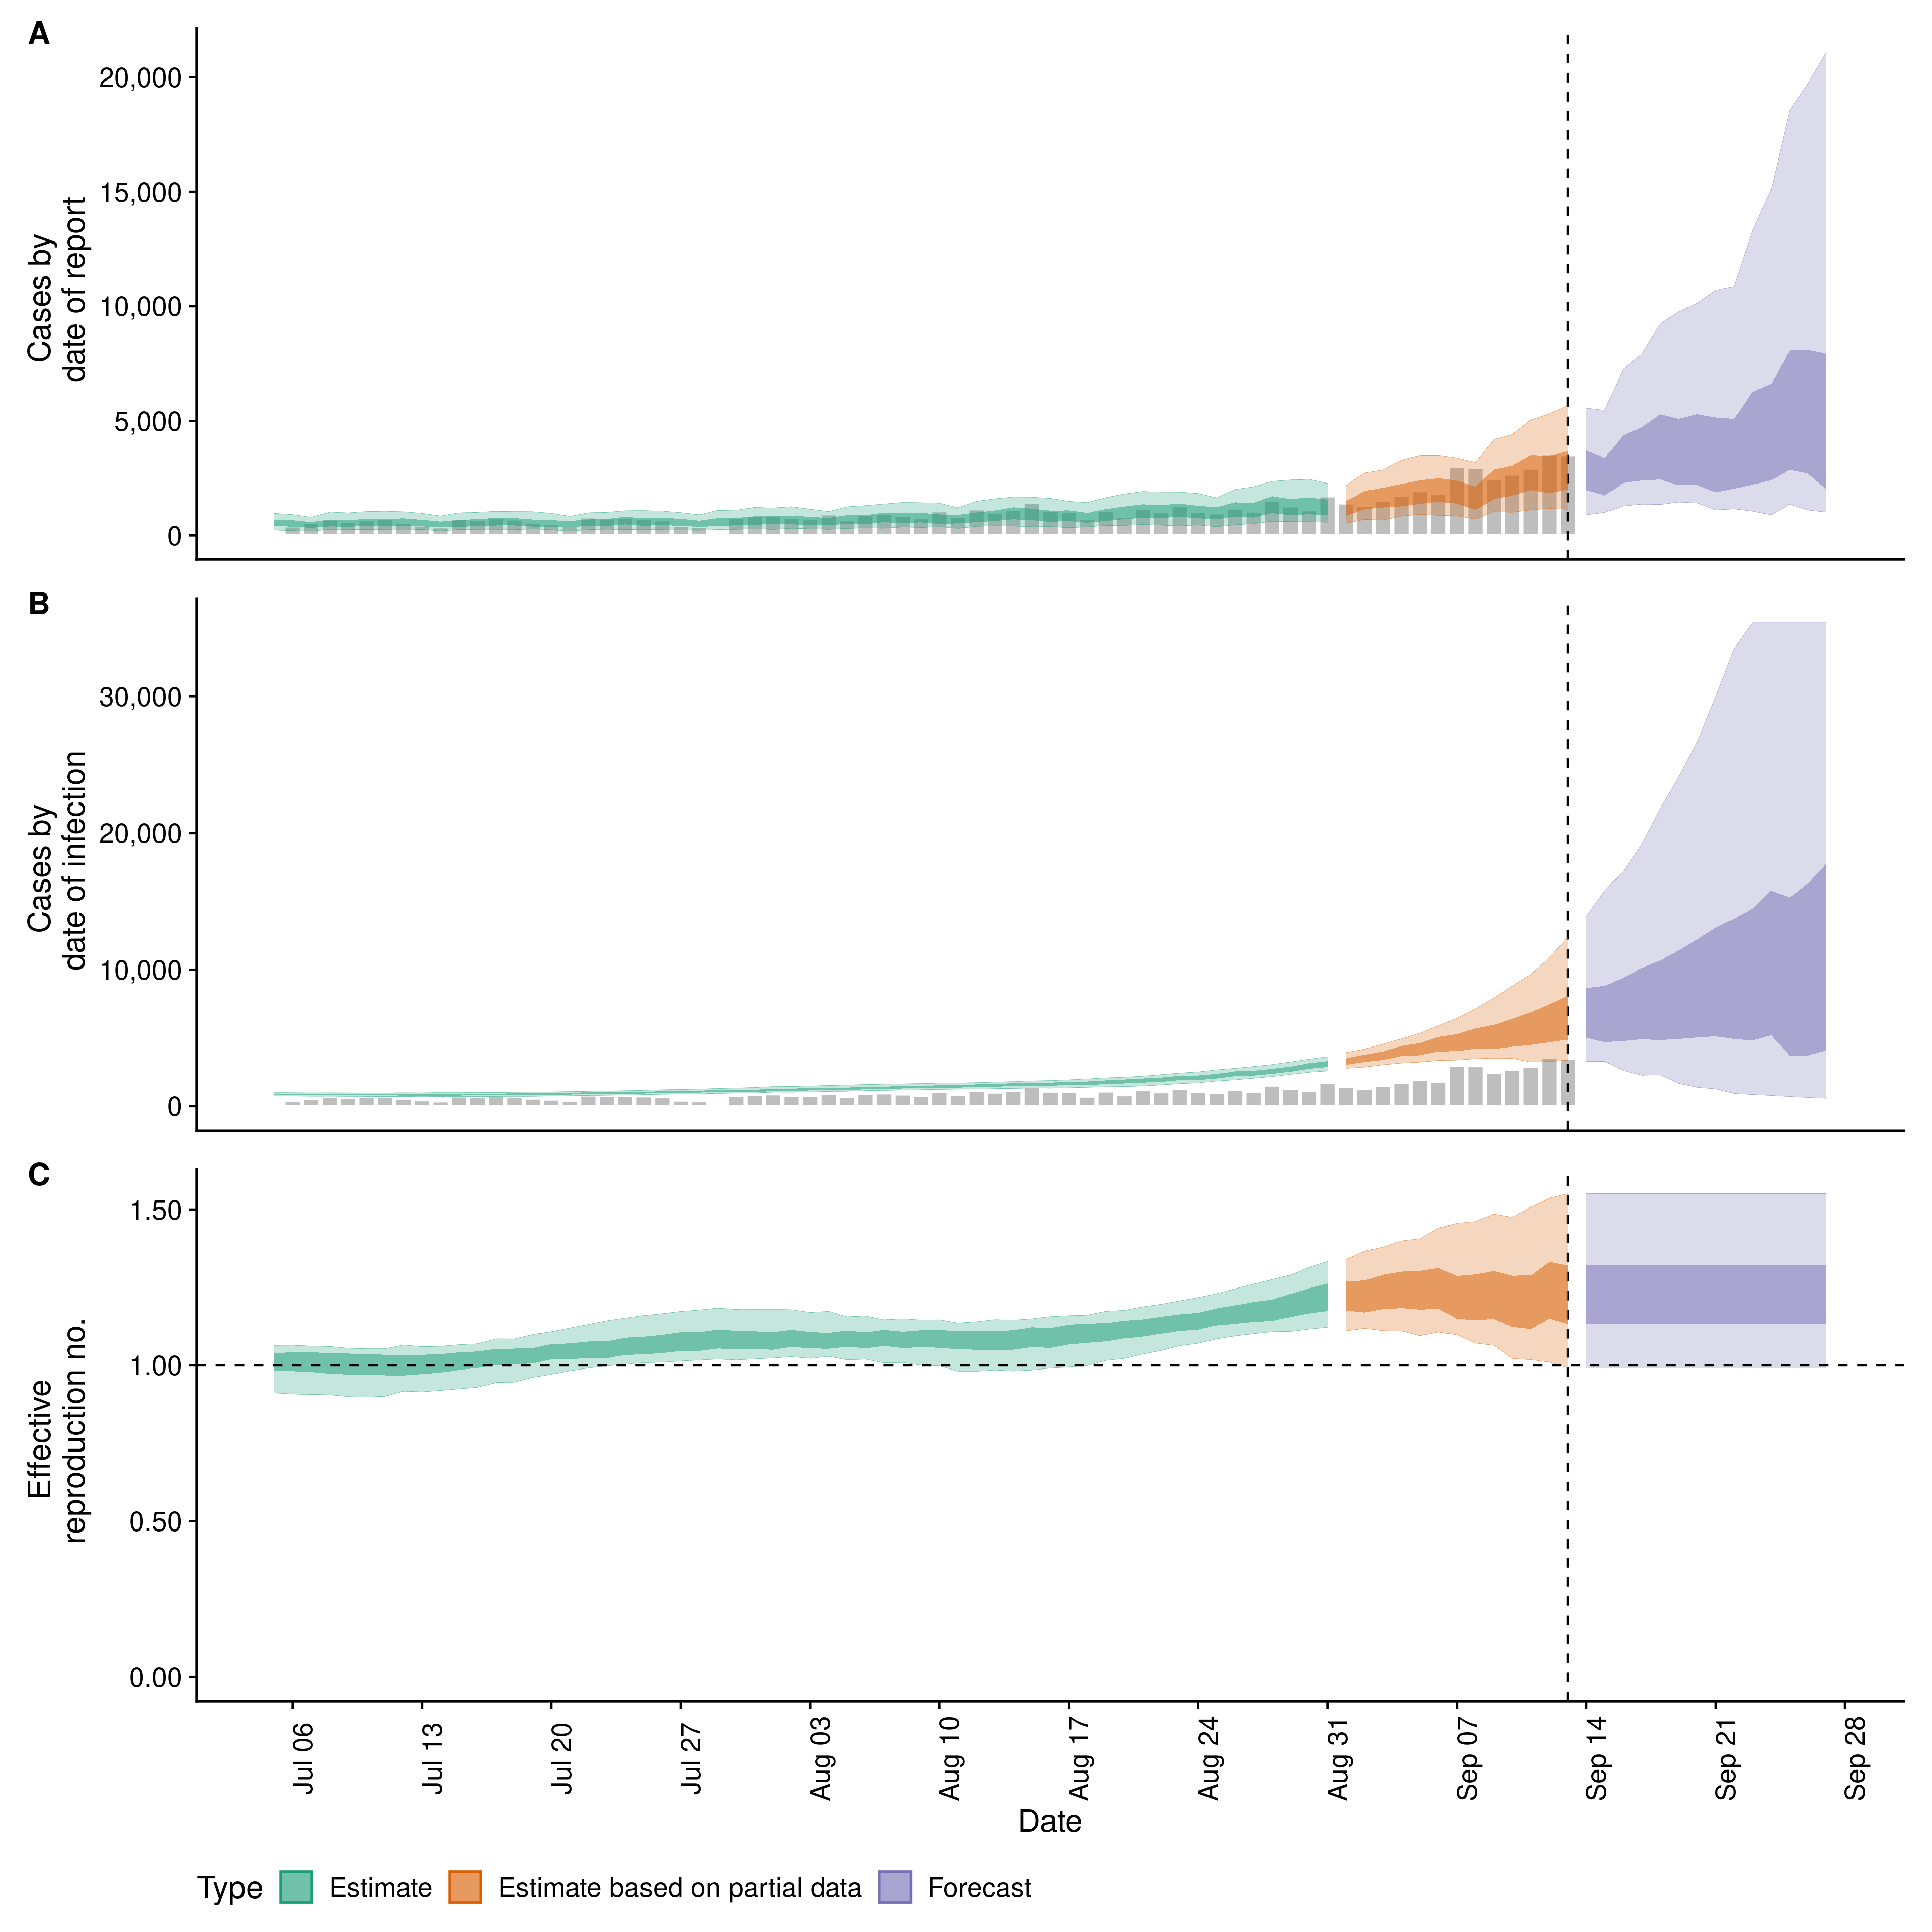 A
Cases by
date of report
20,000
15,000
10,000
5,000
0
B
Cases by
date of infection
30,000
20,000
10,000
0
C
Effective
reproduction no.
1.50
1.00
0.50
0.00
Jul 06
Jul 13
Jul 20
Jul 27
Aug 03
Aug 10
Aug 17
Aug 24
Aug 31
Sep 07
Sep 14
Sep 21
Sep 28
Date
Type Estimate Estimate based on partial data Forecast